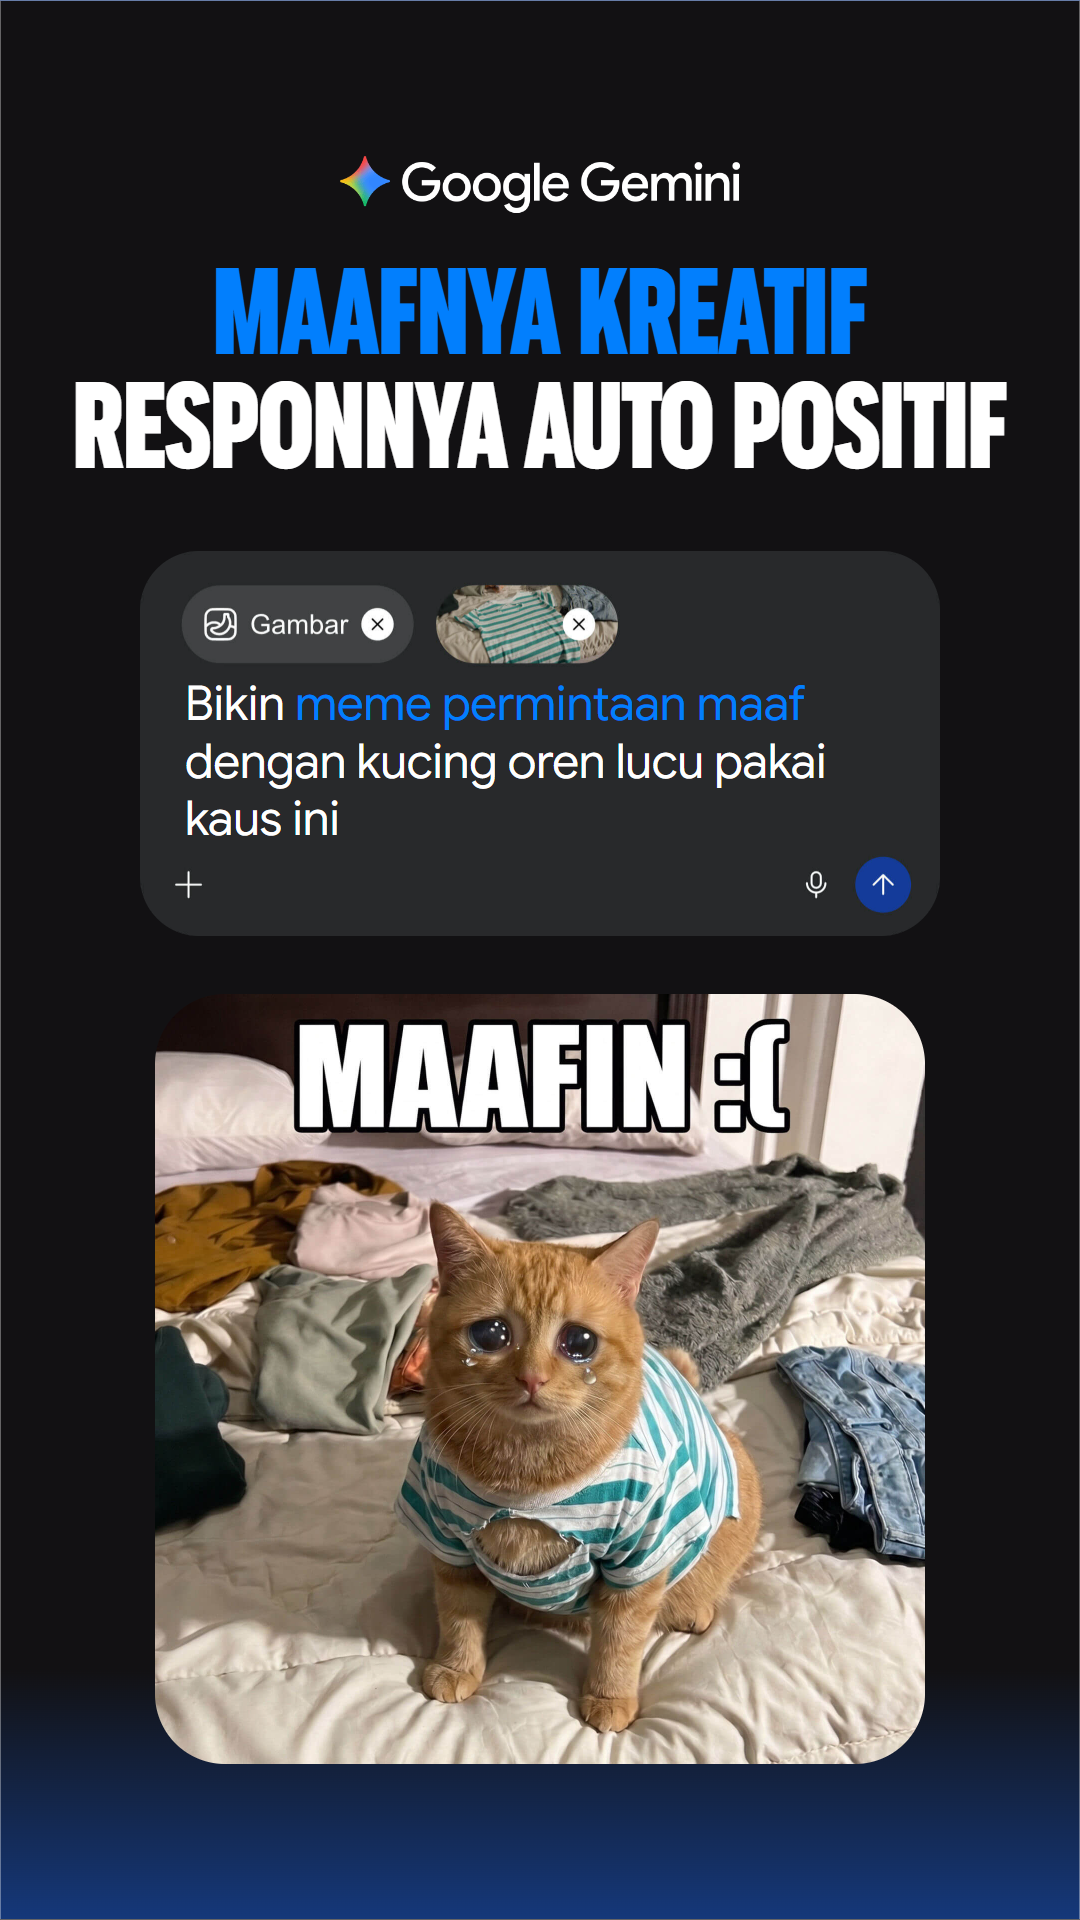 Google Gemini
MAAFNYA KREATIF
RESPONNYA AUTO POSITIF
Gambar
Bikin meme permintaan maaf
dengan kucing oren lucu pakai
kaus ini
MAAFIN :(